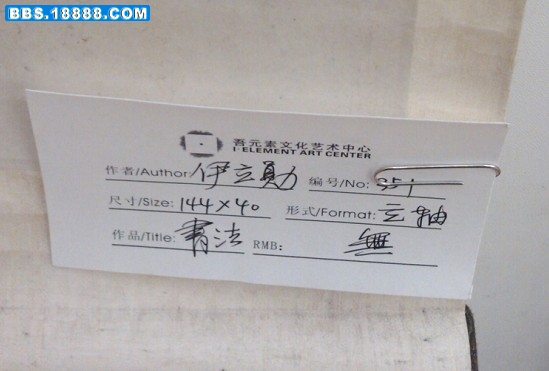 BBS.18888.COM
吾元素文化艺术中心
I·ELEMENT ART CENTER
作者/Author: 伊立勋 编号/No: 351
尺寸/Size: 144×40 形式/Format: 立轴
作品/Title: 書法 RMB: 無